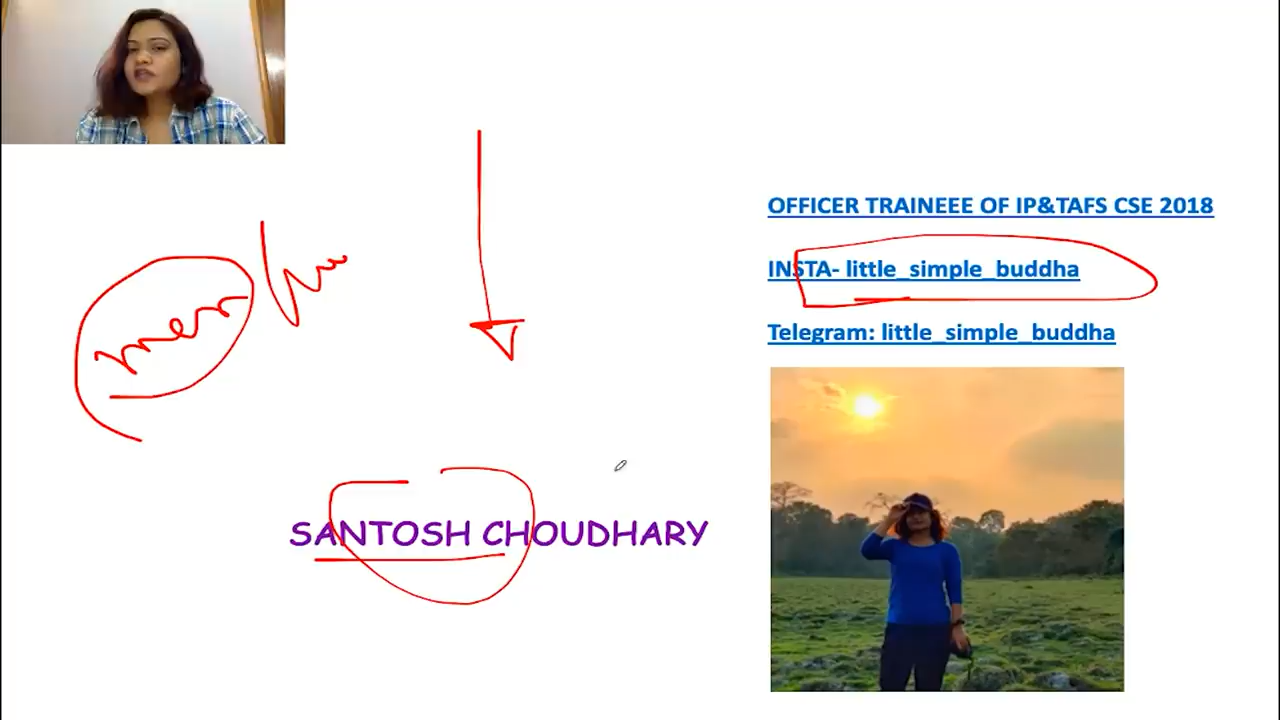 OFFICER TRAINEEE OF IP&TAFS CSE 2018
INSTA- little_simple_buddha
Telegram: little_simple_buddha
SANTOSH CHOUDHARY